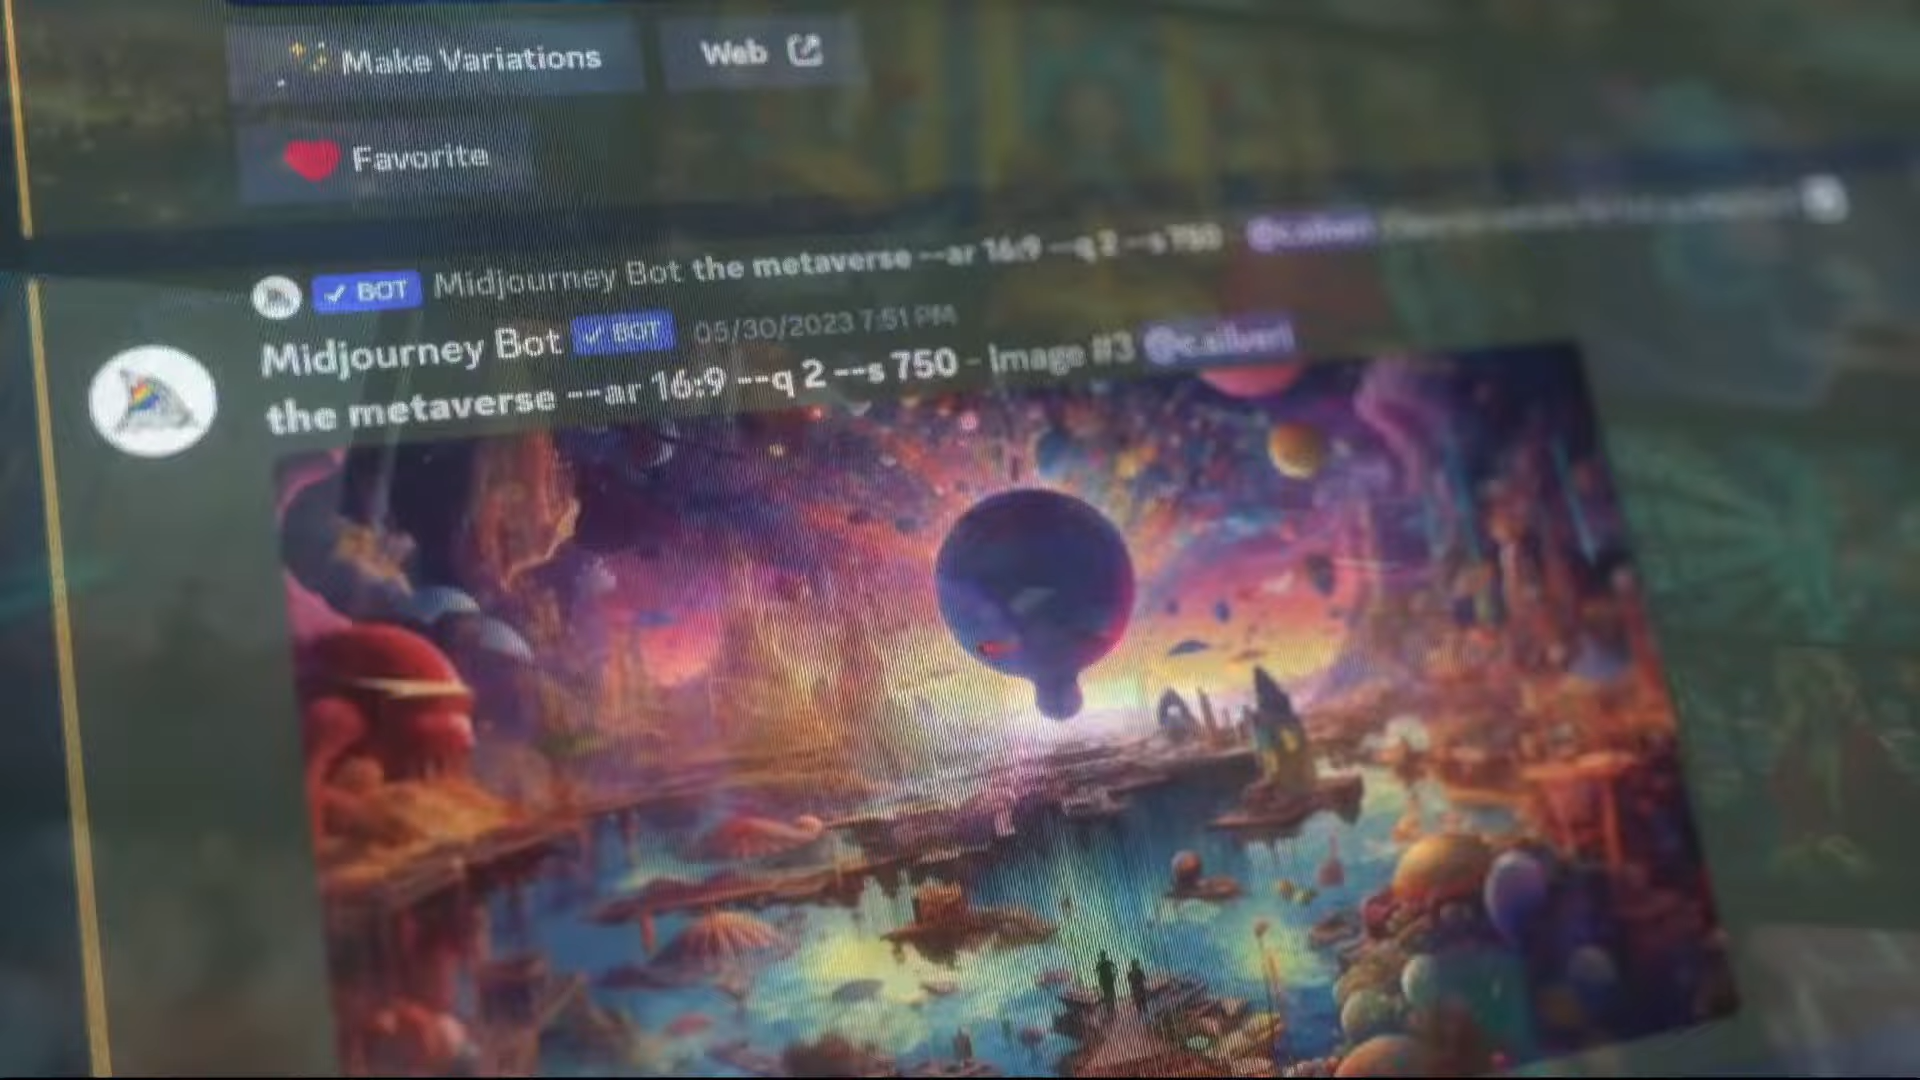 Make Variations
Web
Favorite
BOT Midjourney Bot the metaverse --ar 16:9 --q 2 --s 750
Midjourney Bot BOT 05/30/2023 7:51 PM
the metaverse --ar 16:9 --q 2 --s 750 - Image #3